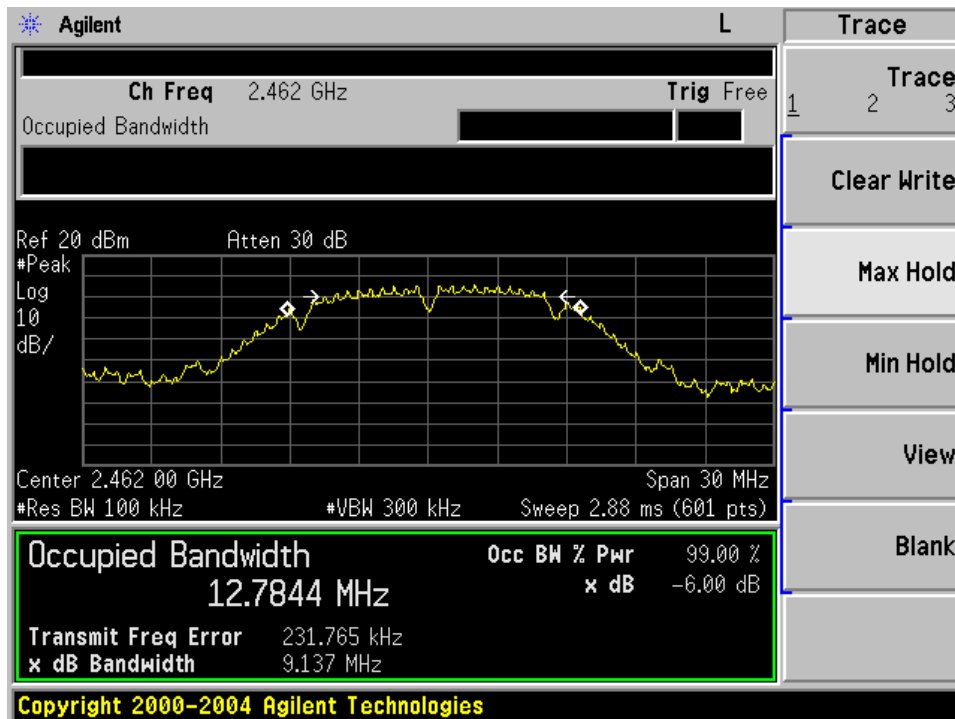 Agilent L Trace
Ch Freq 2.462 GHz Trig Free
Occupied Bandwidth
Trace
1 2 3
Clear Write
Max Hold
Min Hold
View
Blank
Ref 20 dBm Atten 30 dB
#Peak
Log
10
dB/
Center 2.462 00 GHz Span 30 MHz
#Res BW 100 kHz #VBW 300 kHz Sweep 2.88 ms (601 pts)
Occupied Bandwidth Occ BW % Pwr 99.00 %
12.7844 MHz x dB -6.00 dB
Transmit Freq Error 231.765 kHz
x dB Bandwidth 9.137 MHz
Copyright 2000-2004 Agilent Technologies